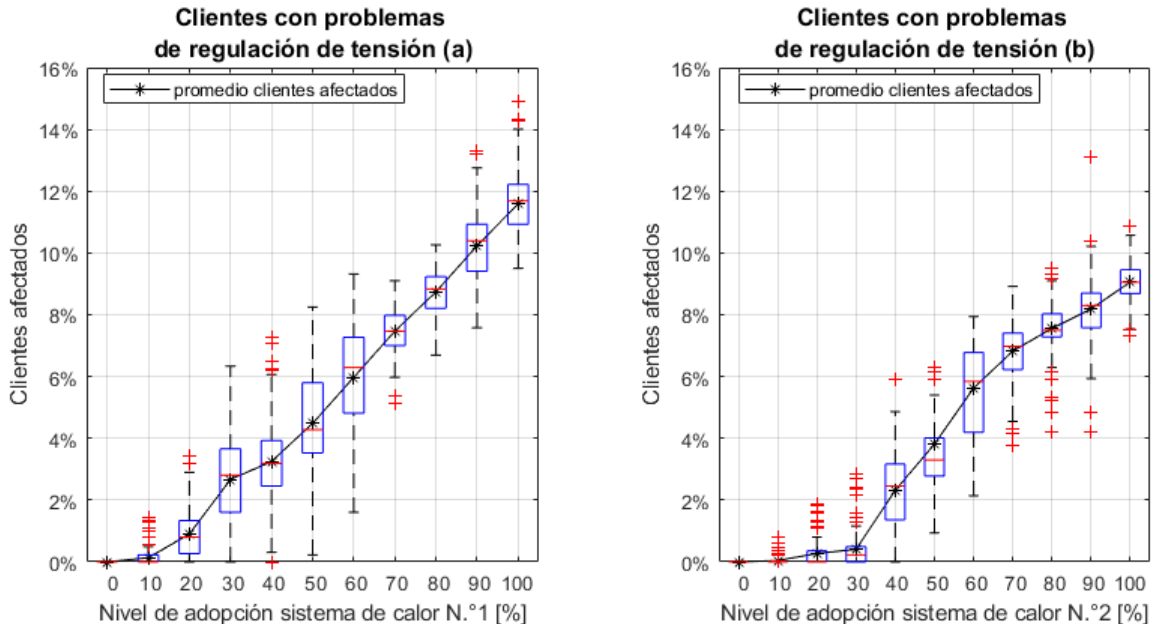 Clientes con problemas
de regulación de tensión (a)
16%
14%
12%
10%
8%
6%
4%
2%
0%
Clientes afectados
promedio clientes afectados
0 10 20 30 40 50 60 70 80 90 100
Nivel de adopción sistema de calor N.°1 [%]
Clientes con problemas
de regulación de tensión (b)
16%
14%
12%
10%
8%
6%
4%
2%
0%
Clientes afectados
promedio clientes afectados
0 10 20 30 40 50 60 70 80 90 100
Nivel de adopción sistema de calor N.°2 [%]